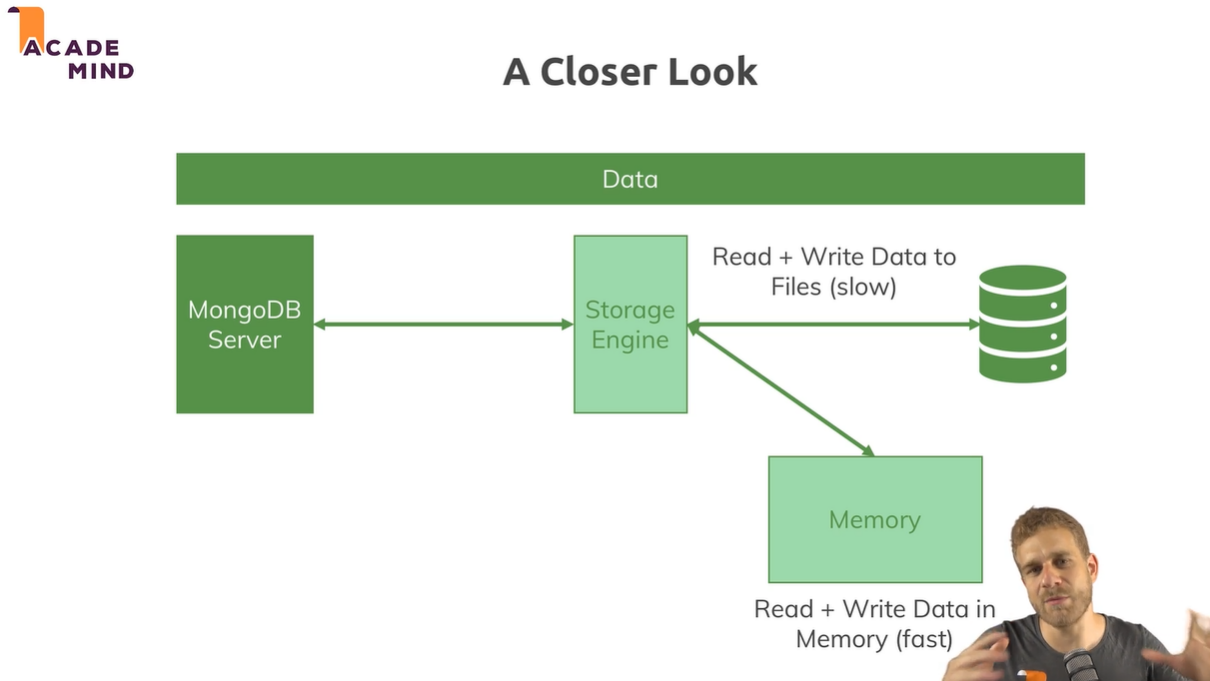 ACADE
MIND
A Closer Look
Data
MongoDB
Server
Storage
Engine
Read + Write Data to
Files (slow)
Memory
Read + Write Data in
Memory (fast)